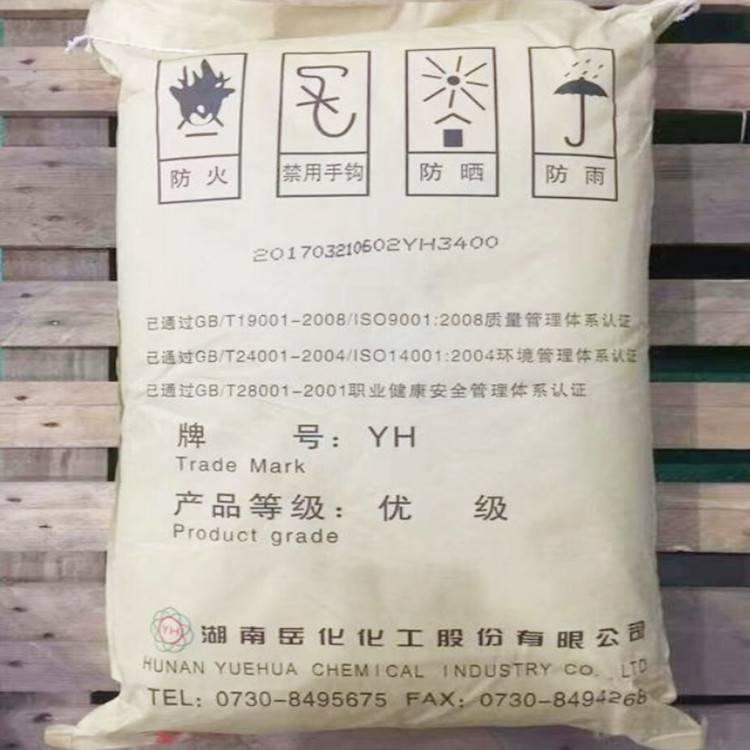 防火 禁用手钩 防晒 防雨
201703210602YH3400
已通过GB/T19001-2008/ISO9001:2008质量管理体系认证
已通过GB/T24001-2004/ISO14001:2004环境管理体系认证
已通过GB/T28001-2001职业健康安全管理体系认证
牌号：YH
Trade Mark
产品等级：优级
Product grade
YH 湖南岳化化工股份有限公司
HUNAN YUEHUA CHEMICAL INDUSTRY CO. LTD
TEL: 0730-8495675 FAX: 0730-8494268